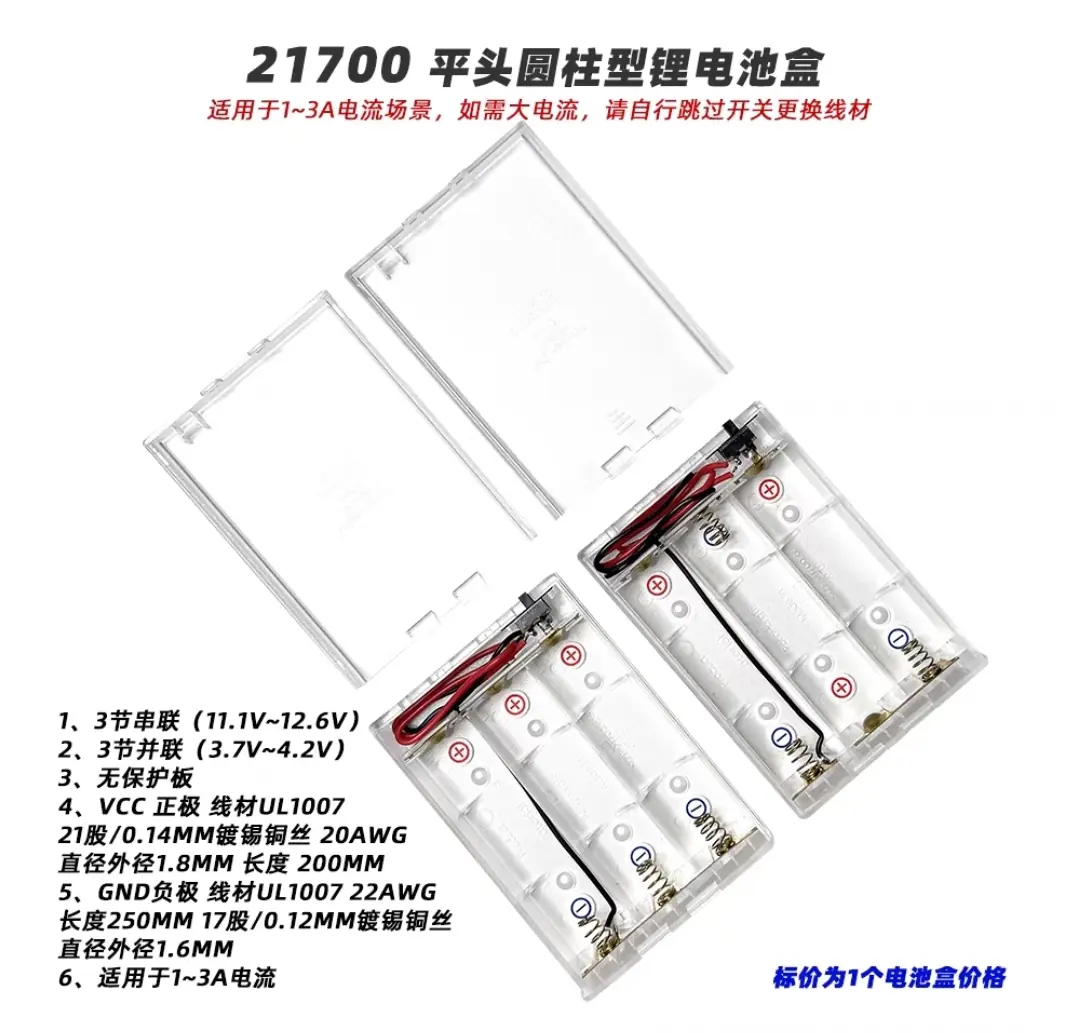 21700 平头圆柱型锂电池盒
适用于1~3A电流场景，如需大电流，请自行跳过开关更换线材
1、3节串联（11.1V~12.6V）
2、3节并联（3.7V~4.2V）
3、无保护板
4、VCC 正极 线材UL1007
21股/0.14MM镀锡铜丝 20AWG
直径外径1.8MM 长度 200MM
5、GND负极 线材UL1007 22AWG
长度250MM 17股/0.12MM镀锡铜丝
直径外径1.6MM
6、适用于1~3A电流
标价为1个电池盒价格